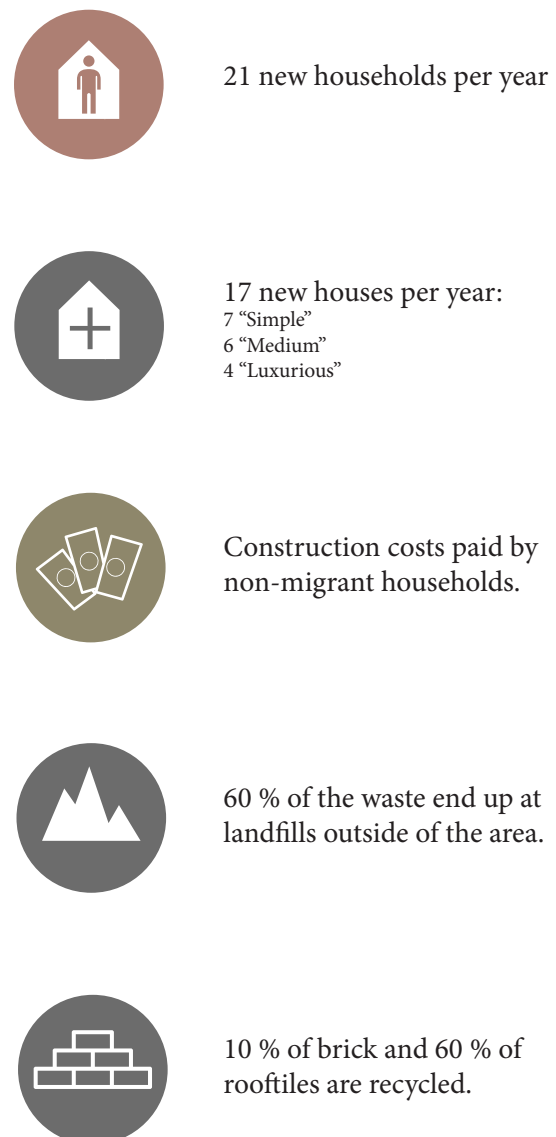 21 new households per year
17 new houses per year:
7 “Simple”
6 “Medium”
4 “Luxurious”
Construction costs paid by
non-migrant households.
60 % of the waste end up at
landfills outside of the area.
10 % of brick and 60 % of
rooftiles are recycled.